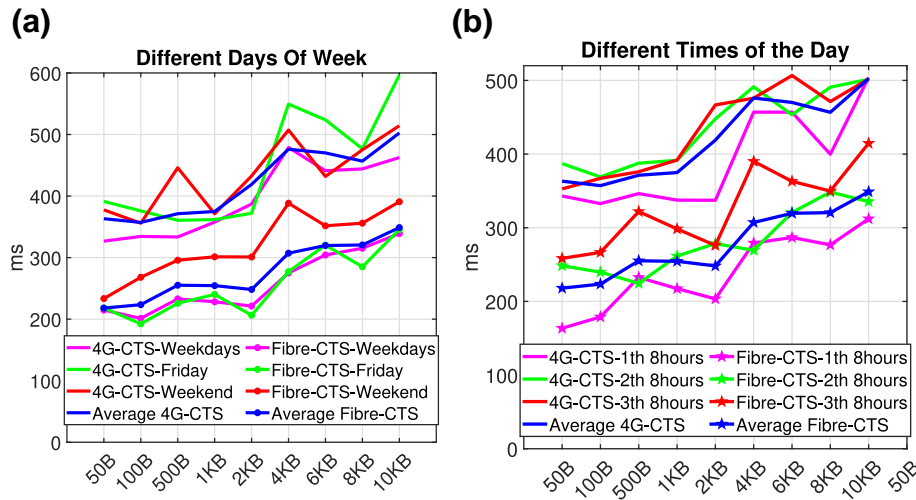 (a)
Different Days Of Week
600
500
400
300
200
100
0
ms
4G-CTS-Weekdays
4G-CTS-Friday
4G-CTS-Weekend
Average 4G-CTS
Fibre-CTS-Weekdays
Fibre-CTS-Friday
Fibre-CTS-Weekend
Average Fibre-CTS
50B
100B
500B
1KB
2KB
4KB
6KB
8KB
10KB
(b)
Different Times of the Day
500
400
300
200
100
0
ms
4G-CTS-1th 8hours
4G-CTS-2th 8hours
4G-CTS-3th 8hours
Average 4G-CTS
Fibre-CTS-1th 8hours
Fibre-CTS-2th 8hours
Fibre-CTS-3th 8hours
Average Fibre-CTS
50B
100B
500B
1KB
2KB
4KB
6KB
8KB
10KB
50B